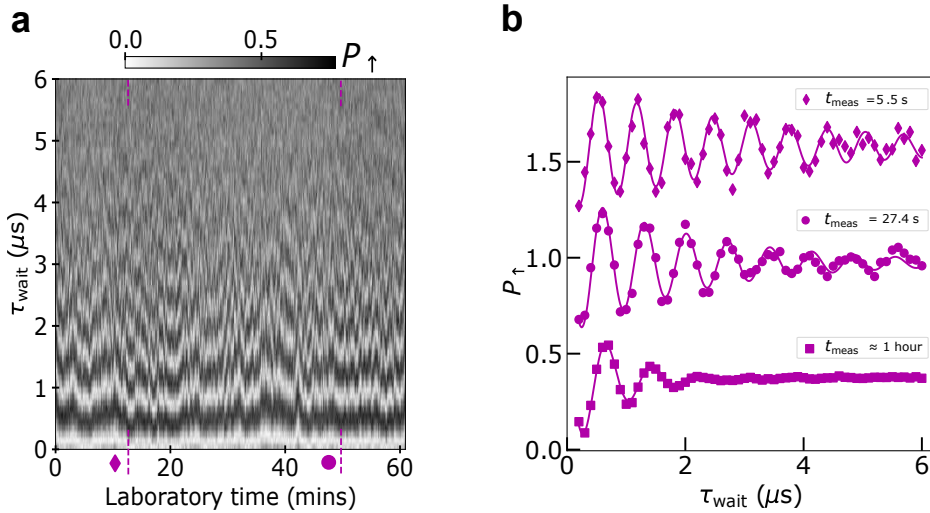 a
0.0
0.5
P↑
6
5
4
3
2
1
0
τwait (μs)
0
20
40
60
Laboratory time (mins)
b
1.5
1.0
0.5
0.0
P↑
tmeas = 5.5 s
tmeas = 27.4 s
tmeas ≈ 1 hour
0
2
4
6
τwait (μs)